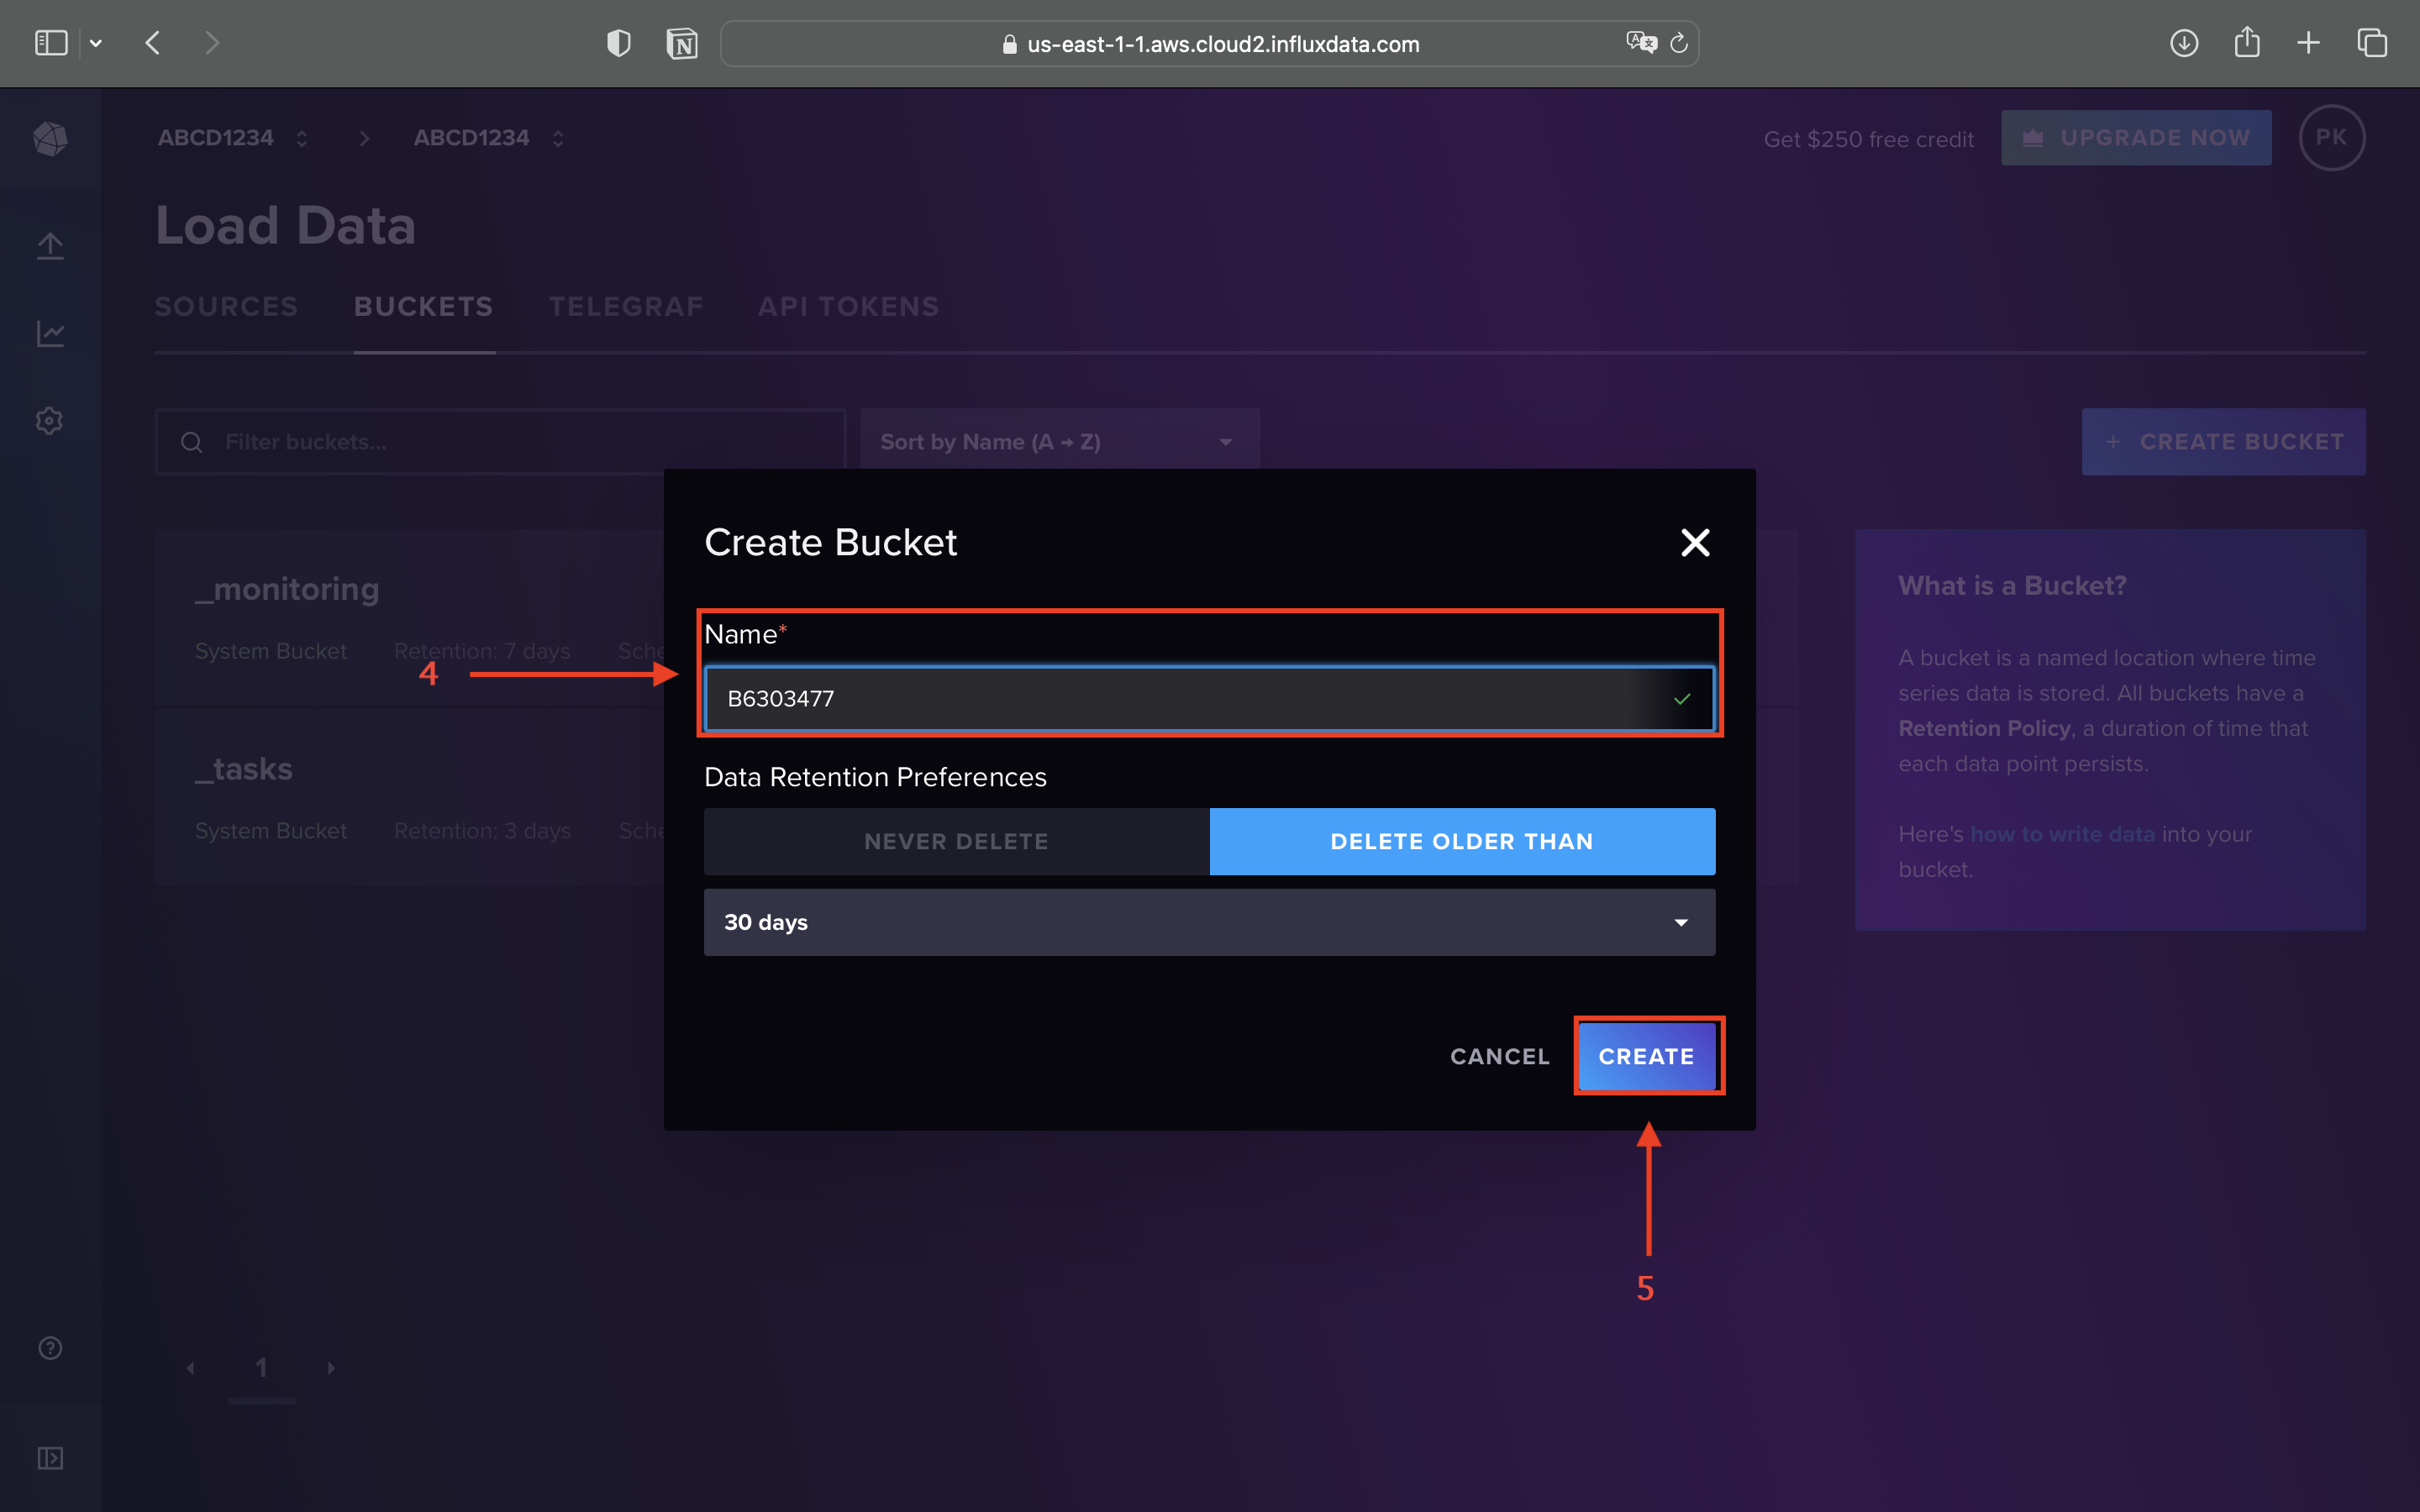 us-east-1-1.aws.cloud2.influxdata.com
ABCD1234 > ABCD1234
Get $250 free credit
UPGRADE NOW
PK
Load Data
SOURCES BUCKETS TELEGRAF API TOKENS
Filter buckets...
Sort by Name (A → Z)
+ CREATE BUCKET
_monitoring
System Bucket Retention: 7 days Sche
_tasks
System Bucket Retention: 3 days Sche
Create Bucket
Name*
B6303477
Data Retention Preferences
NEVER DELETE
DELETE OLDER THAN
30 days
CANCEL
CREATE
4
5
What is a Bucket?
A bucket is a named location where time
series data is stored. All buckets have a
Retention Policy, a duration of time that
each data point persists.
Here's how to write data into your
bucket.
1